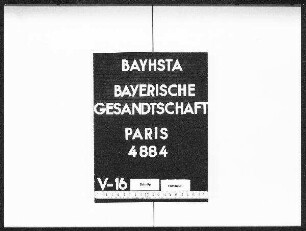 BAYHSTA
BAYERISCHE
GESANDTSCHAFT
PARIS
4884
V-16